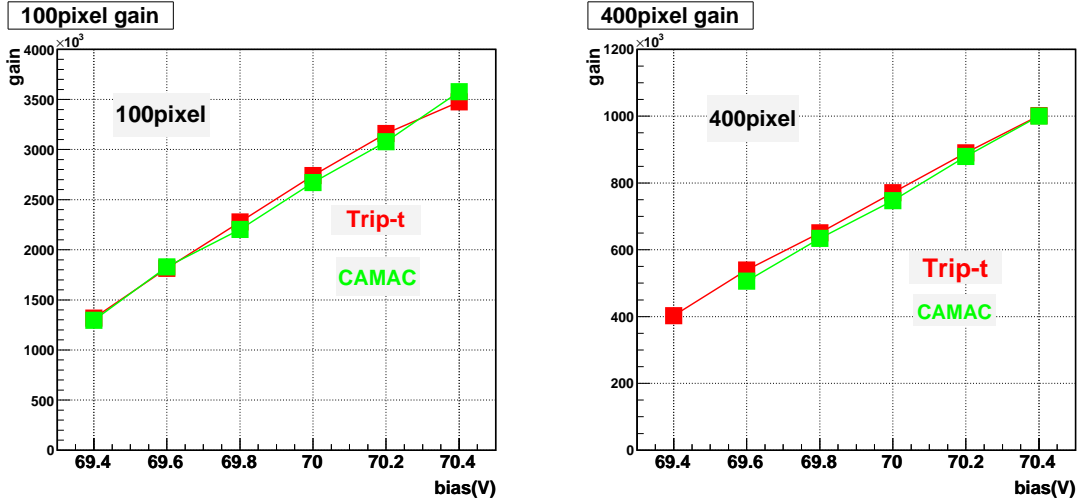 100pixel gain
×10³
gain
4000
3500
3000
2500
2000
1500
1000
500
0
100pixel
Trip-t
CAMAC
69.4 69.6 69.8 70 70.2 70.4
bias(V)
400pixel gain
×10³
gain
1200
1000
800
600
400
200
0
400pixel
Trip-t
CAMAC
69.4 69.6 69.8 70 70.2 70.4
bias(V)